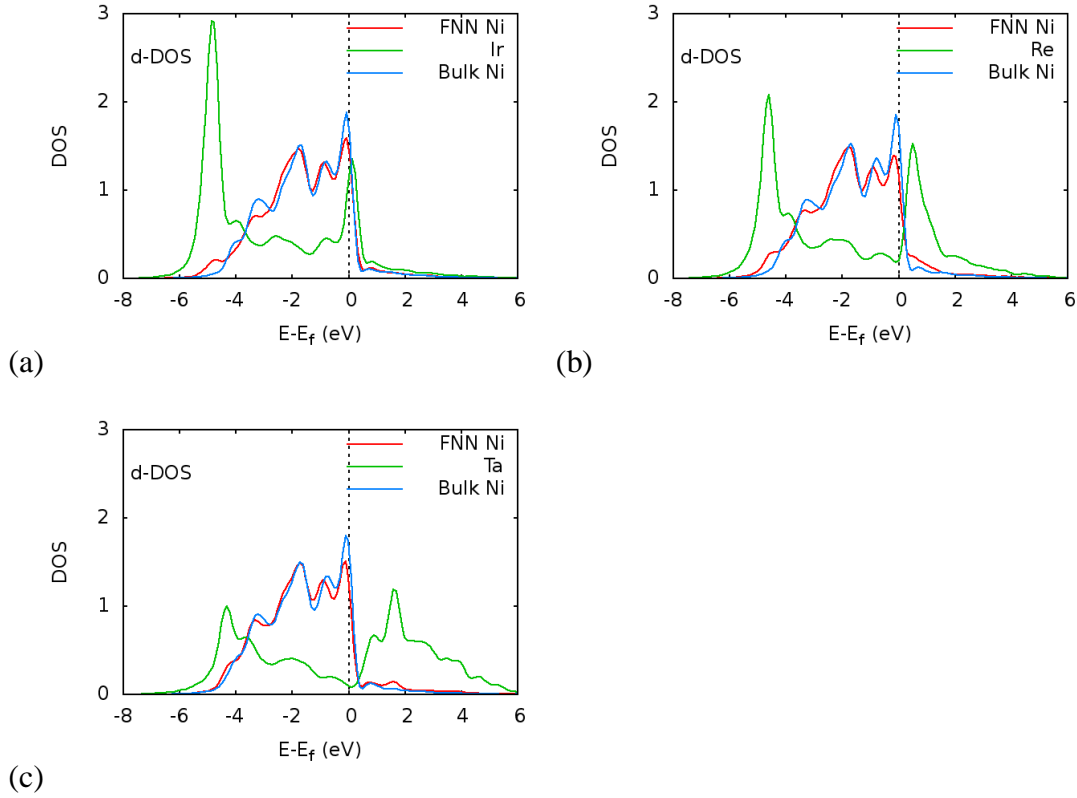 3
2
1
0
DOS
d-DOS
FNN Ni
Ir
Bulk Ni
-8 -6 -4 -2 0 2 4 6
E-Ef (eV)
(a)
3
2
1
0
DOS
d-DOS
FNN Ni
Re
Bulk Ni
-8 -6 -4 -2 0 2 4 6
E-Ef (eV)
(b)
3
2
1
0
DOS
d-DOS
FNN Ni
Ta
Bulk Ni
-8 -6 -4 -2 0 2 4 6
E-Ef (eV)
(c)